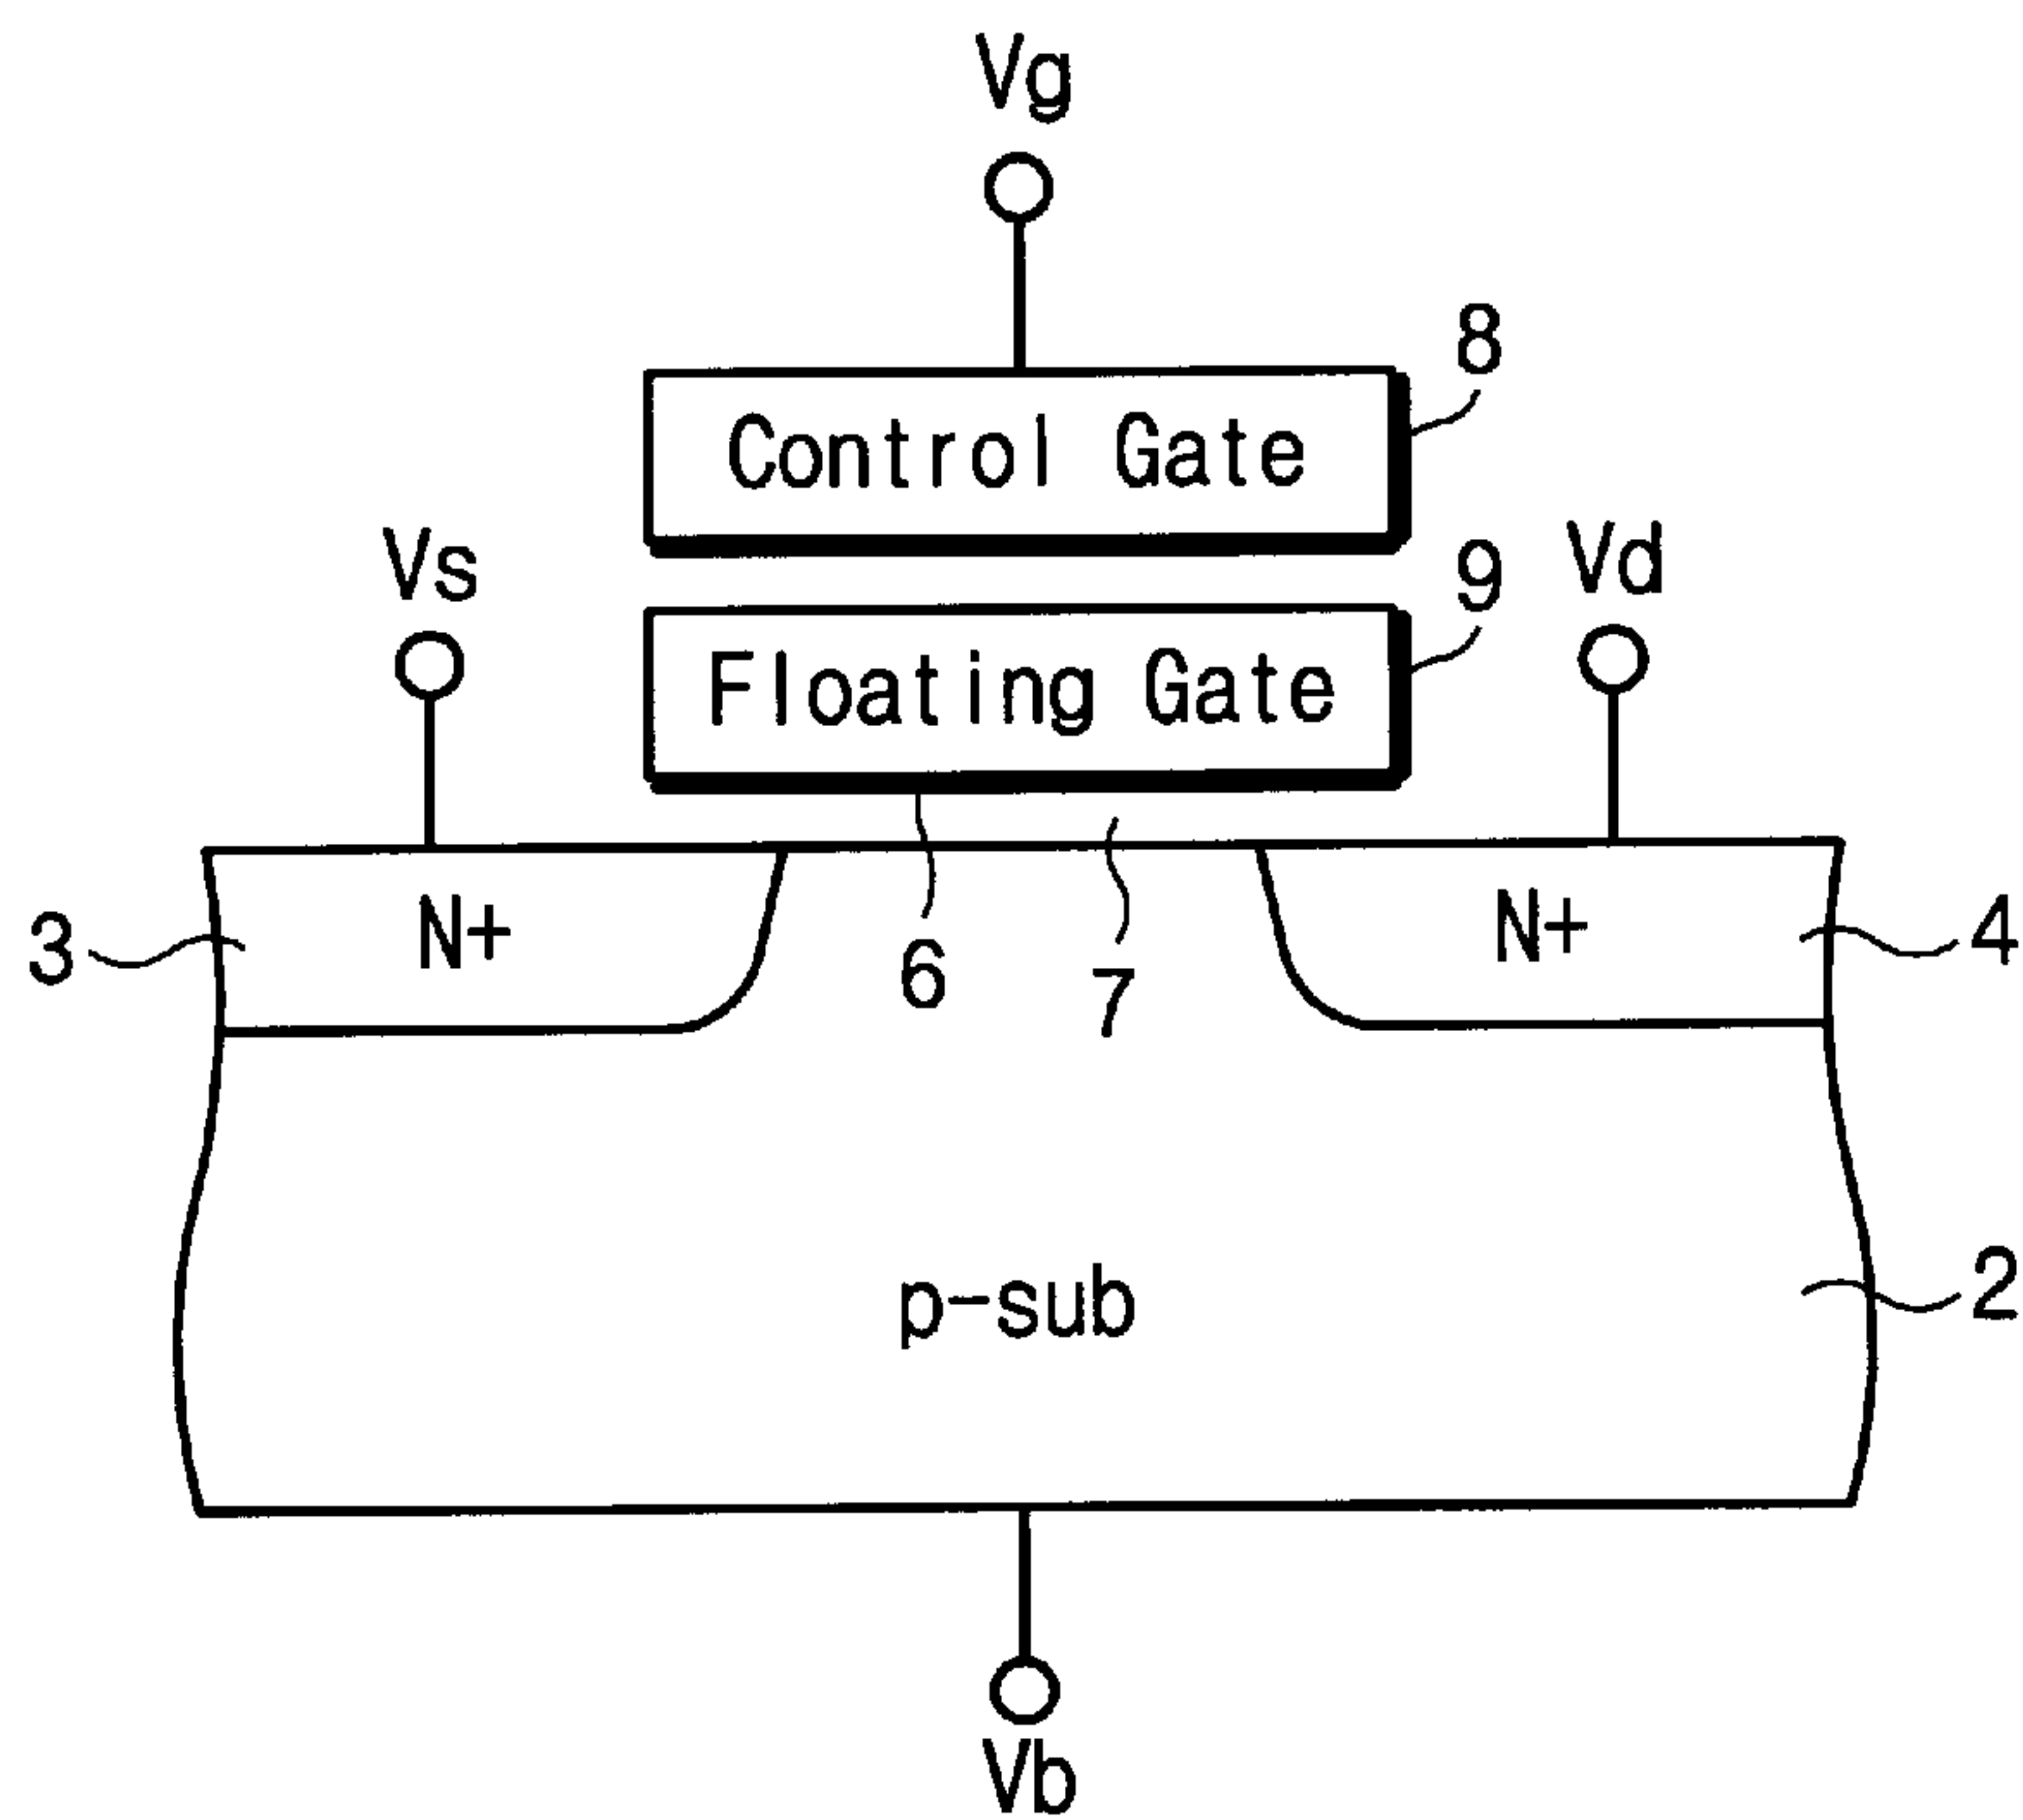 Vg
8
Control Gate
Vs
9
Vd
Floating Gate
3
N+
6
7
N+
4
p-sub
2
Vb